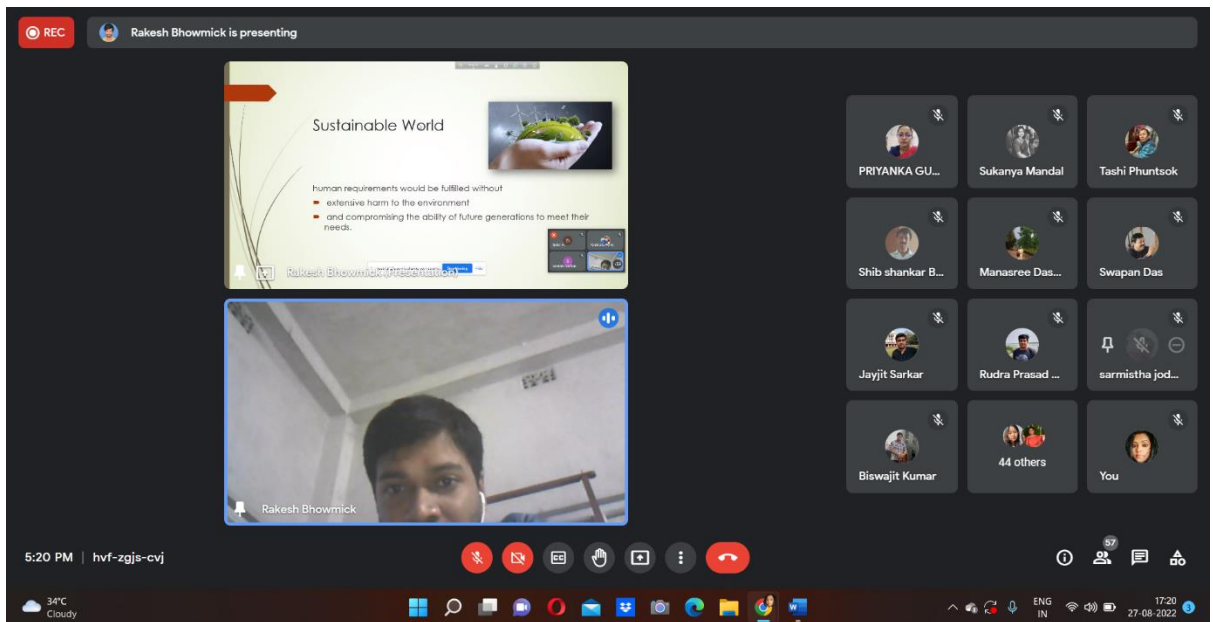 REC
Rakesh Bhowmick is presenting
Sustainable World
human requirements would be fulfilled without
extensive harm to the environment
and compromising the ability of future generations to meet their
needs.
Rakesh Bhowmick (Presentation)
Rakesh Bhowmick
PRIYANKA GU...
Sukanya Mandal
Tashi Phuntsok
Shib shankar B...
Manasree Das...
Swapan Das
Jayjit Sarkar
Rudra Prasad ...
sarmistha jod...
Biswajit Kumar
44 others
You
5:20 PM | hvf-zgjs-cvj
CC
57
34°C
Cloudy
ENG
IN
17:20
27-08-2022
3